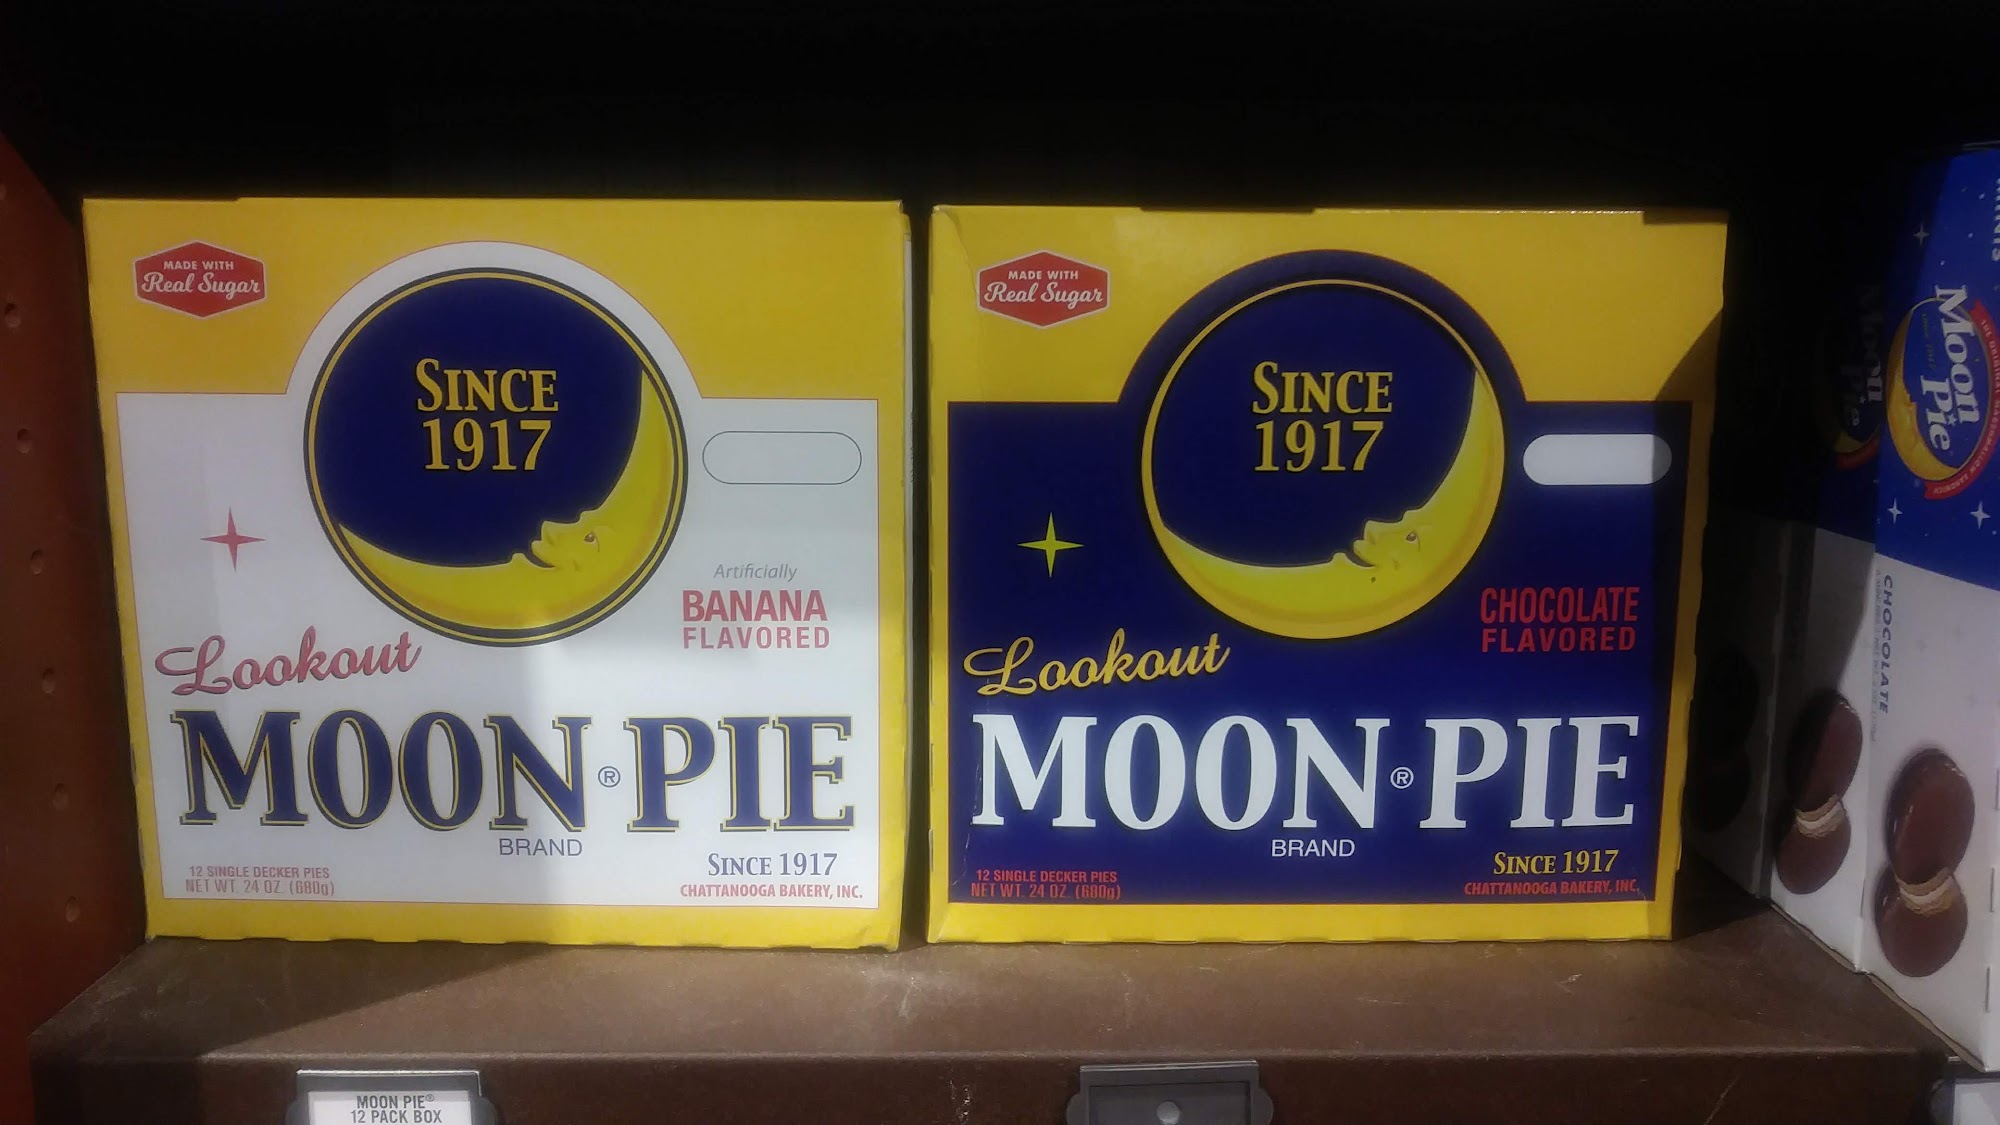 MADE WITH
Real Sugar
SINCE
1917
Artificially
BANANA
FLAVORED
Lookout
MOON® PIE
BRAND
12 SINGLE DECKER PIES
NET WT. 24 OZ. (680g)
SINCE 1917
CHATTANOOGA BAKERY, INC.
MADE WITH
Real Sugar
SINCE
1917
CHOCOLATE
FLAVORED
Lookout
MOON® PIE
BRAND
12 SINGLE DECKER PIES
NET WT. 24 OZ. (680g)
SINCE 1917
CHATTANOOGA BAKERY, INC.
Moon
Pie
CHOCOLATE
Moon
Pie
MOON PIE®
12 PACK BOX